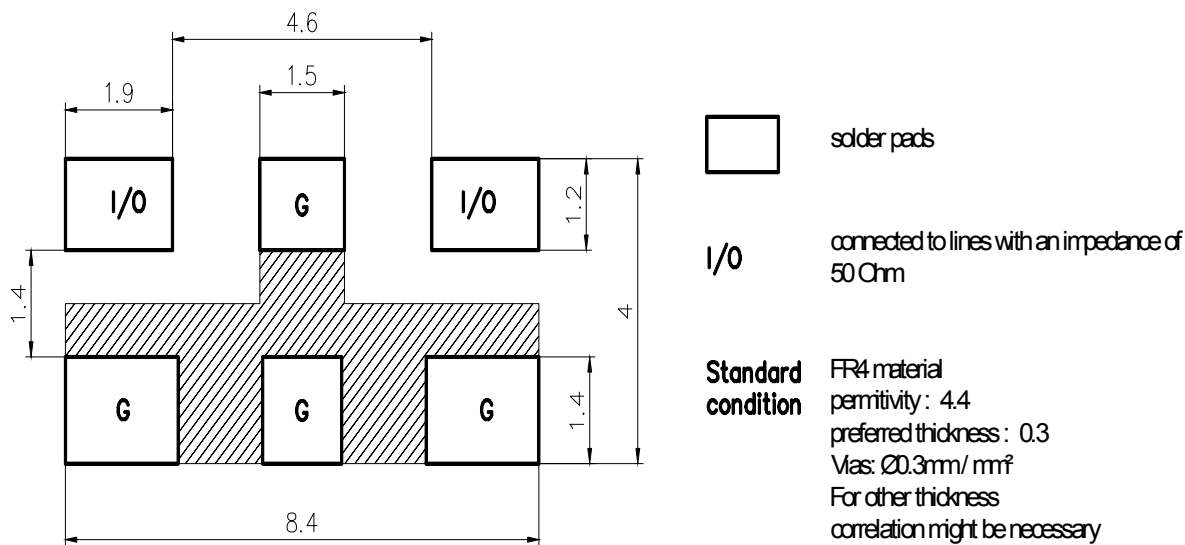 4.6
1.9
1.5
I/O
G
I/O
1.2
1.4
4
G
G
G
1.4
8.4
solder pads
I/O
connected to lines with an impedance of
50 Ohm
Standard
condition
FR4 material
permitivity : 4.4
preferred thickness : 0.3
Vias: Ø0.3mm / mm²
For other thickness
correlation might be necessary